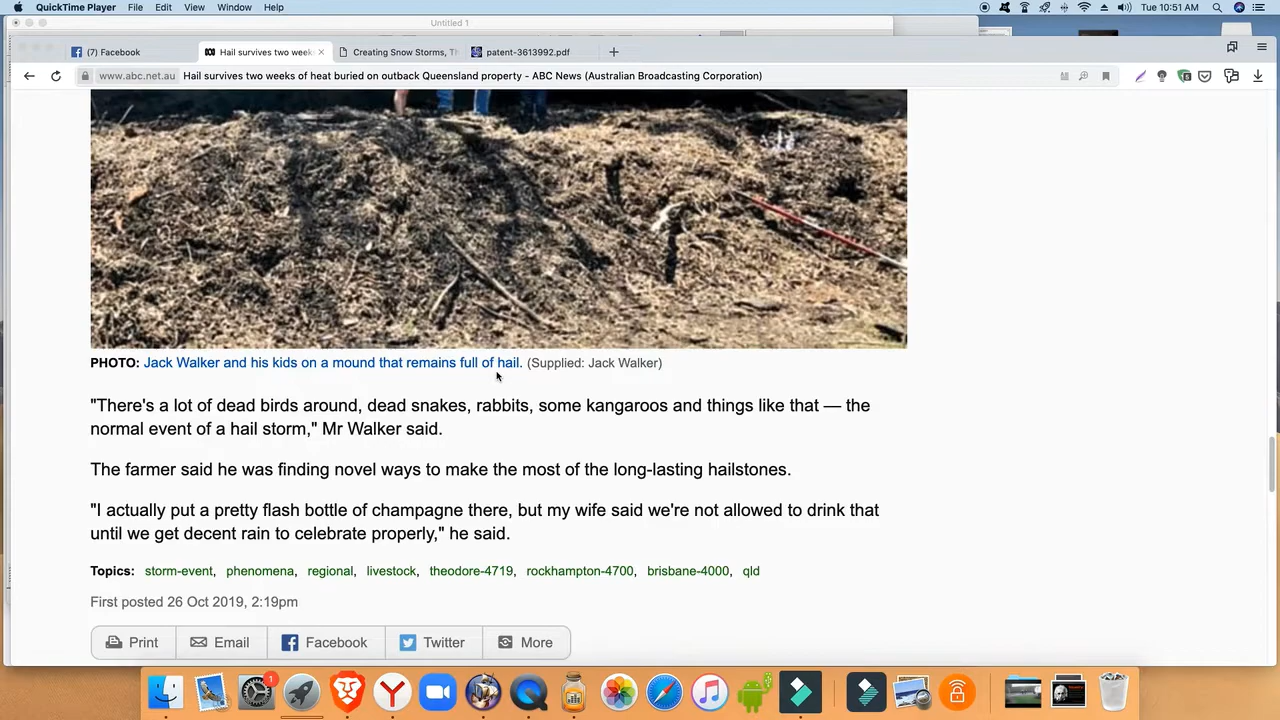 QuickTime Player File Edit View Window Help Tue 10:51 AM
Untitled 1
(7) Facebook Hail survives two week Creating Snow Storms, Th patent-3613992.pdf
www.abc.net.au Hail survives two weeks of heat buried on outback Queensland property - ABC News (Australian Broadcasting Corporation)
PHOTO: Jack Walker and his kids on a mound that remains full of hail. (Supplied: Jack Walker)
"There's a lot of dead birds around, dead snakes, rabbits, some kangaroos and things like that — the
normal event of a hail storm," Mr Walker said.
The farmer said he was finding novel ways to make the most of the long-lasting hailstones.
"I actually put a pretty flash bottle of champagne there, but my wife said we're not allowed to drink that
until we get decent rain to celebrate properly," he said.
Topics: storm-event, phenomena, regional, livestock, theodore-4719, rockhampton-4700, brisbane-4000, qld
First posted 26 Oct 2019, 2:19pm
Print Email Facebook Twitter More